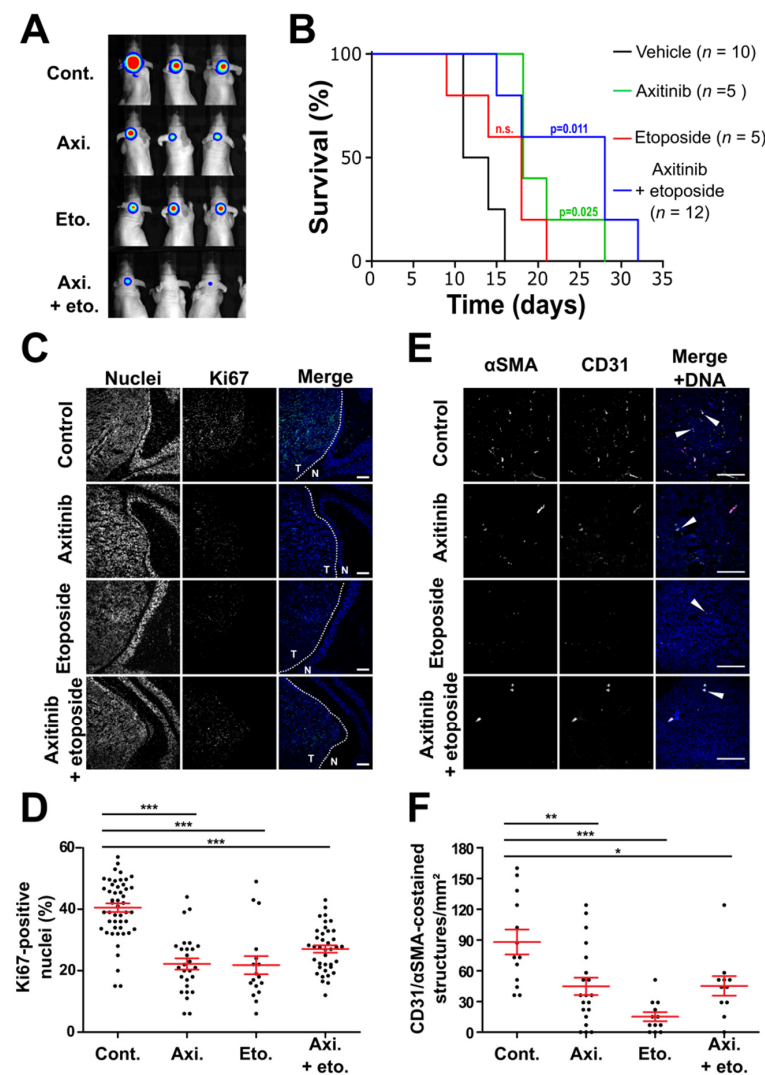 A
Cont.
Axi.
Eto.
Axi.
+ eto.
B
Survival (%)
100
50
0
0 5 10 15 20 25 30 35
Time (days)
n.s.
p=0.011
p=0.025
Vehicle (n = 10)
Axitinib (n =5 )
Etoposide (n = 5)
Axitinib
+ etoposide
(n = 12)
C
Nuclei Ki67 Merge
Control
Axitinib
Etoposide
Axitinib
+ etoposide
T N
T N
T N
T N
E
αSMA CD31 Merge
+DNA
Control
Axitinib
Etoposide
Axitinib
+ etoposide
D
Ki67-positive
nuclei (%)
60
40
20
0
***
***
***
Cont. Axi. Eto. Axi.
+ eto.
F
CD31/αSMA-costained
structures/mm²
180
150
120
90
60
30
0
**
***
*
Cont. Axi. Eto. Axi.
+ eto.